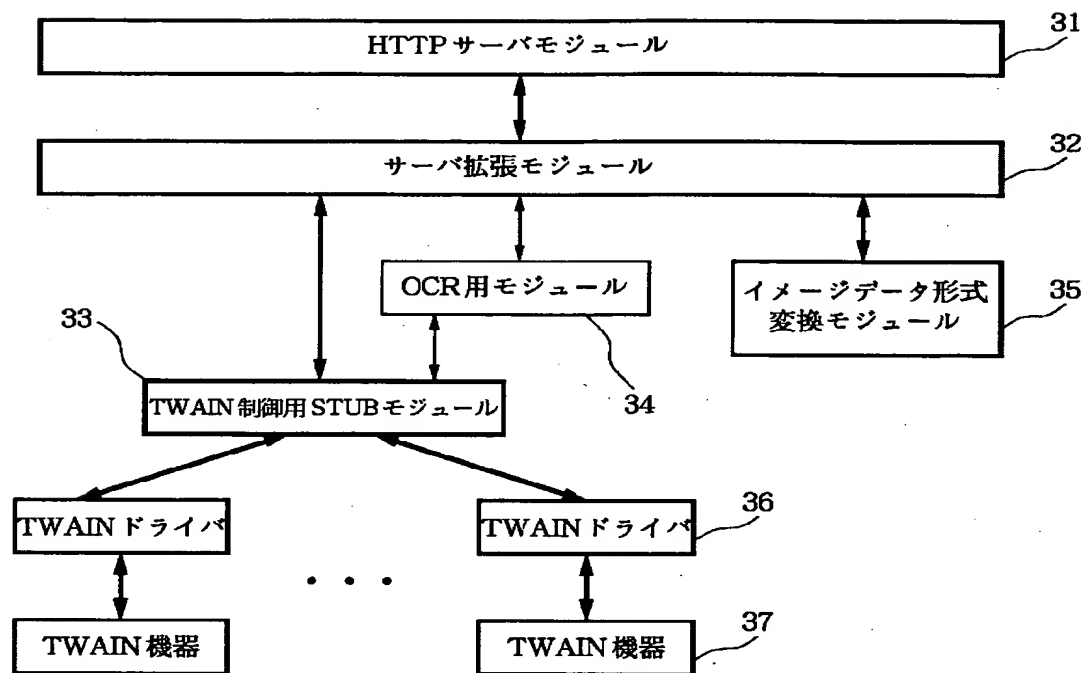 HTTPサーバモジュール
31
サーバ拡張モジュール
32
OCR用モジュール
34
イメージデータ形式
変換モジュール
35
33
TWAIN制御用STUBモジュール
TWAINドライバ
TWAINドライバ
36
• • •
TWAIN機器
TWAIN機器
37